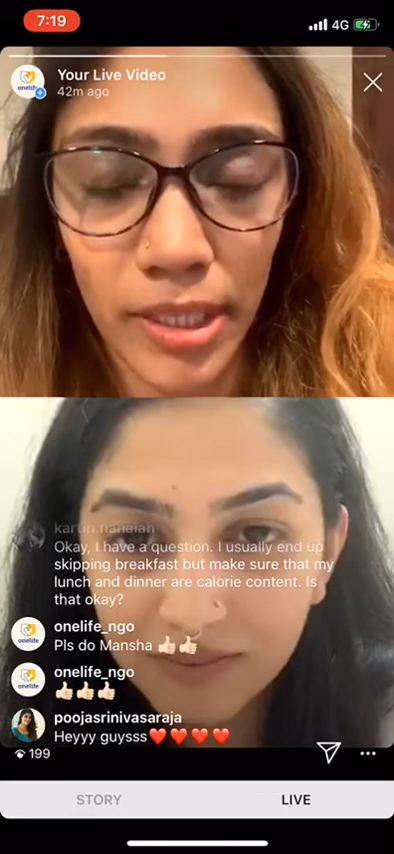 7:19
4G
onelife
Your Live Video
42m ago
Okay, I have a question. I usually end up
skipping breakfast but make sure that my
lunch and dinner are calorie content. Is
that okay?
onelife
onelife_ngo
Pls do Mansha 👍🏻👍🏻
onelife
onelife_ngo
👍🏻👍🏻👍🏻
poojasrinivasaraja
Heyyy guysss❤️❤️❤️❤️
199
STORY
LIVE